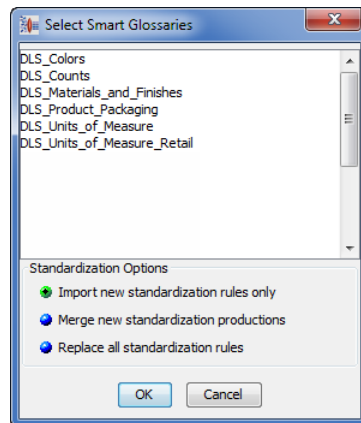 Select Smart Glossaries
DLS_Colors
DLS_Counts
DLS_Materials_and_Finishes
DLS_Product_Packaging
DLS_Units_of_Measure
DLS_Units_of_Measure_Retail
Standardization Options
Import new standardization rules only
Merge new standardization productions
Replace all standardization rules
OK Cancel